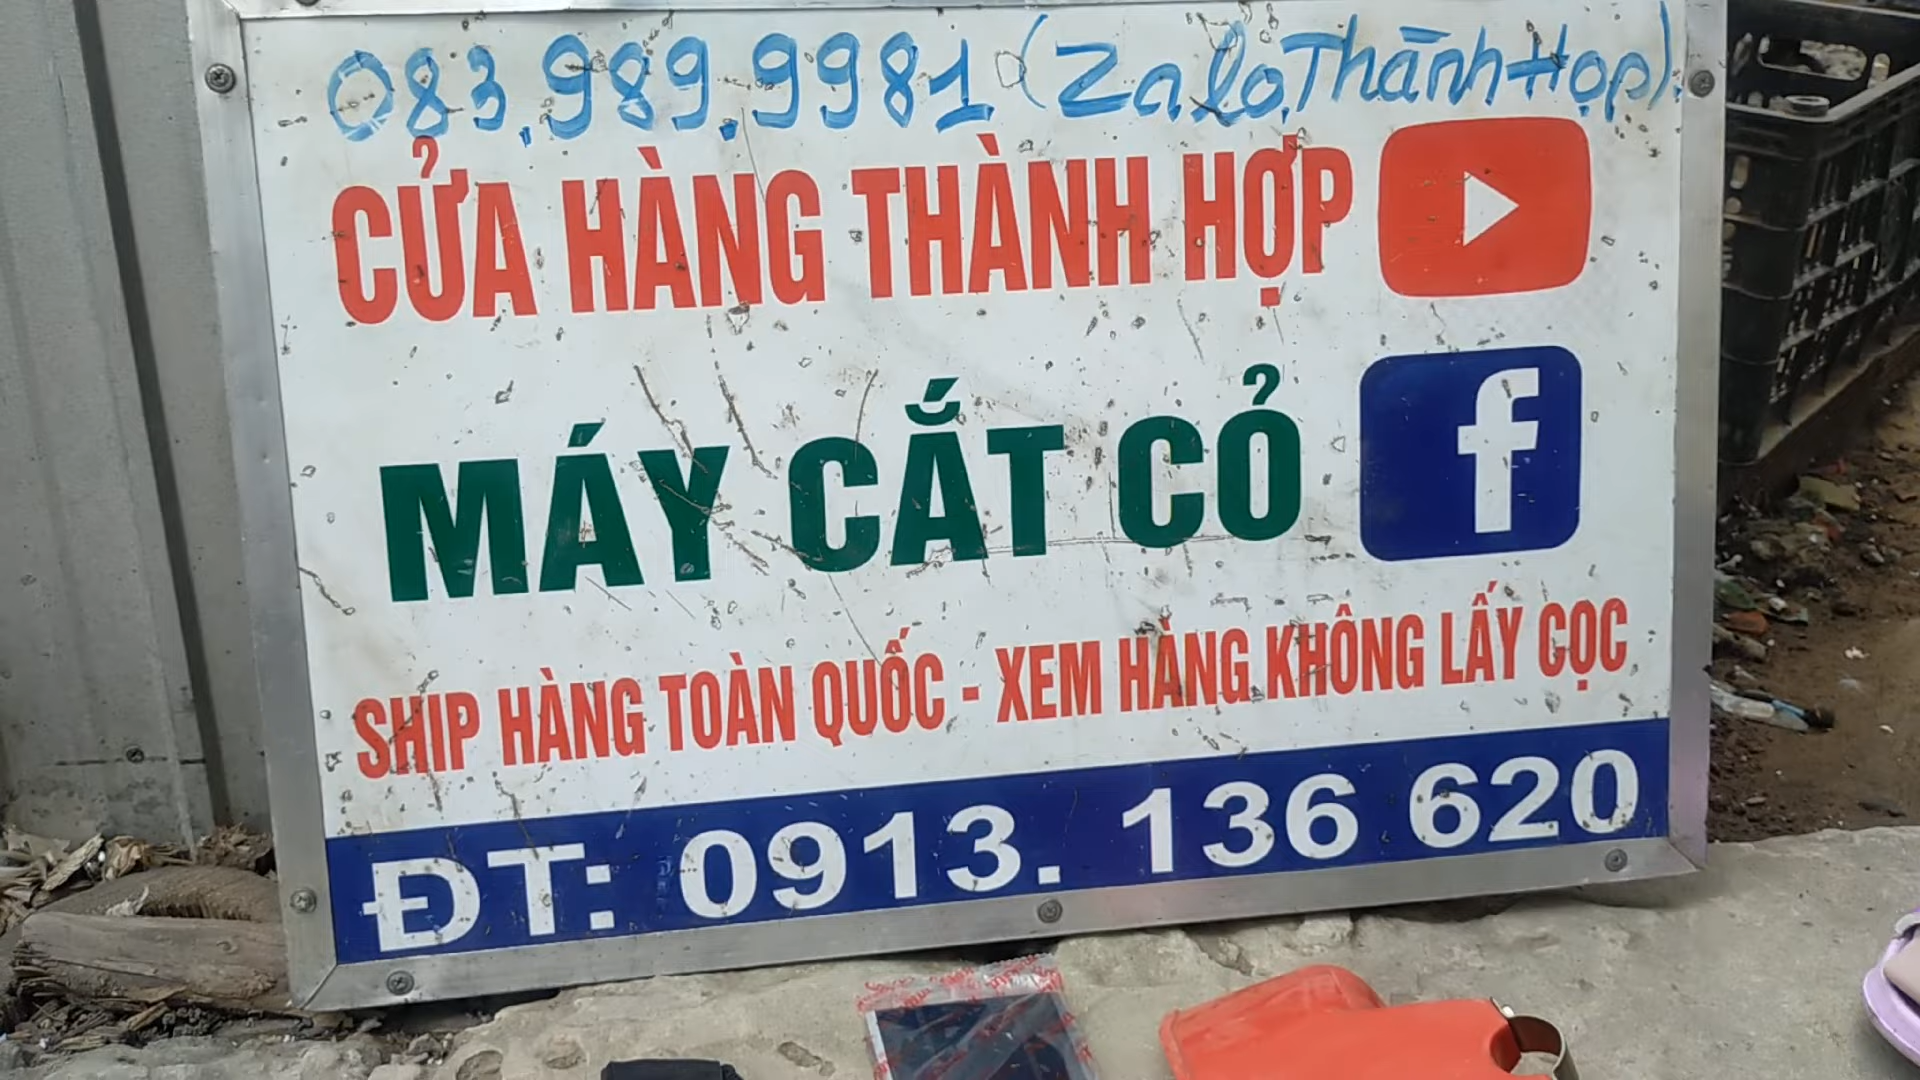 083.989.9981 (Zalo Thành Hợp).
CỬA HÀNG THÀNH HỢP
MÁY CẮT CỎ
f
SHIP HÀNG TOÀN QUỐC - XEM HÀNG KHÔNG LẤY CỌC
ĐT: 0913. 136 620